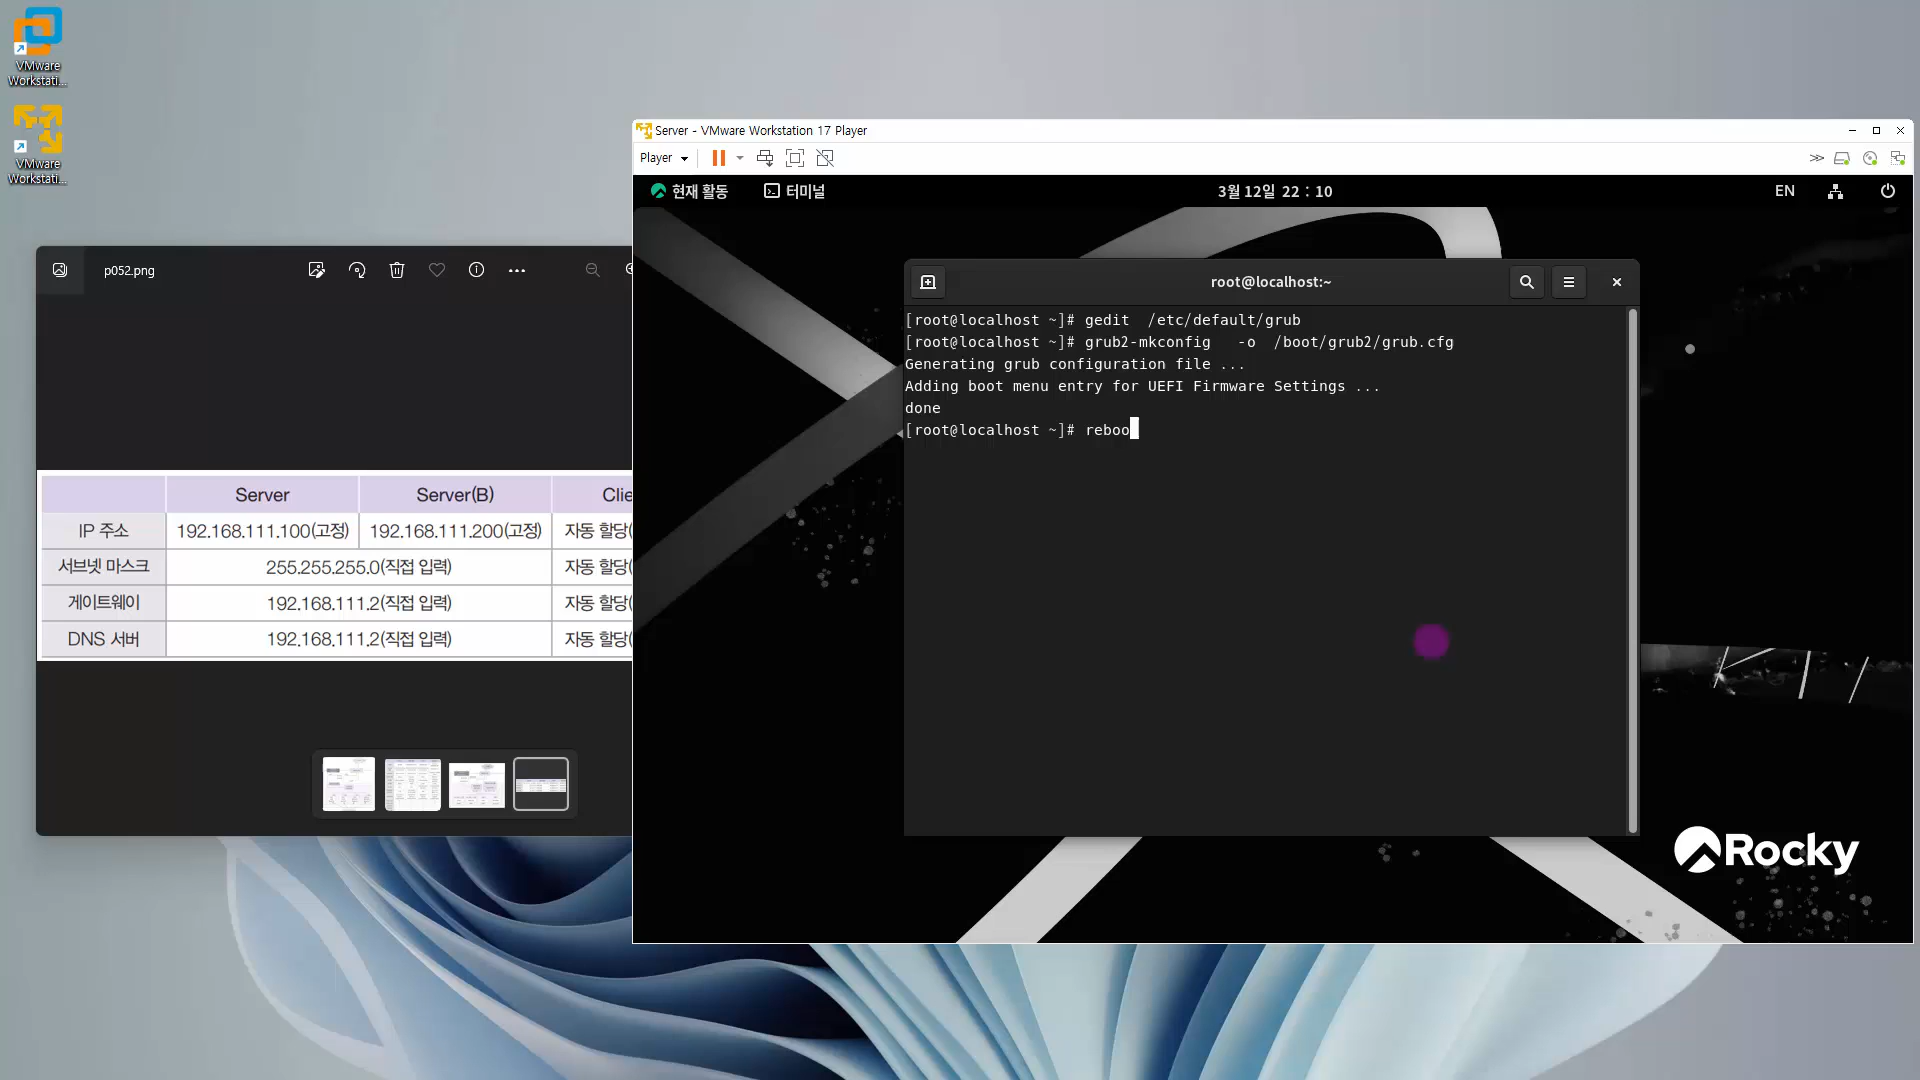 VMware
Workstati...
VMware
Workstati...
p052.png
Server
Server(B)
Clie
IP 주소
192.168.111.100(고정)
192.168.111.200(고정)
자동 할당(
서브넷 마스크
255.255.255.0(직접 입력)
자동 할당(
게이트웨이
192.168.111.2(직접 입력)
자동 할당(
DNS 서버
192.168.111.2(직접 입력)
자동 할당(
Server - VMware Workstation 17 Player
Player
현재 활동
터미널
3월 12일 22 : 10
EN
root@localhost:~
[root@localhost ~]# gedit  /etc/default/grub
[root@localhost ~]# grub2-mkconfig   -o  /boot/grub2/grub.cfg
Generating grub configuration file ...
Adding boot menu entry for UEFI Firmware Settings ...
done
[root@localhost ~]# reboo
Rocky